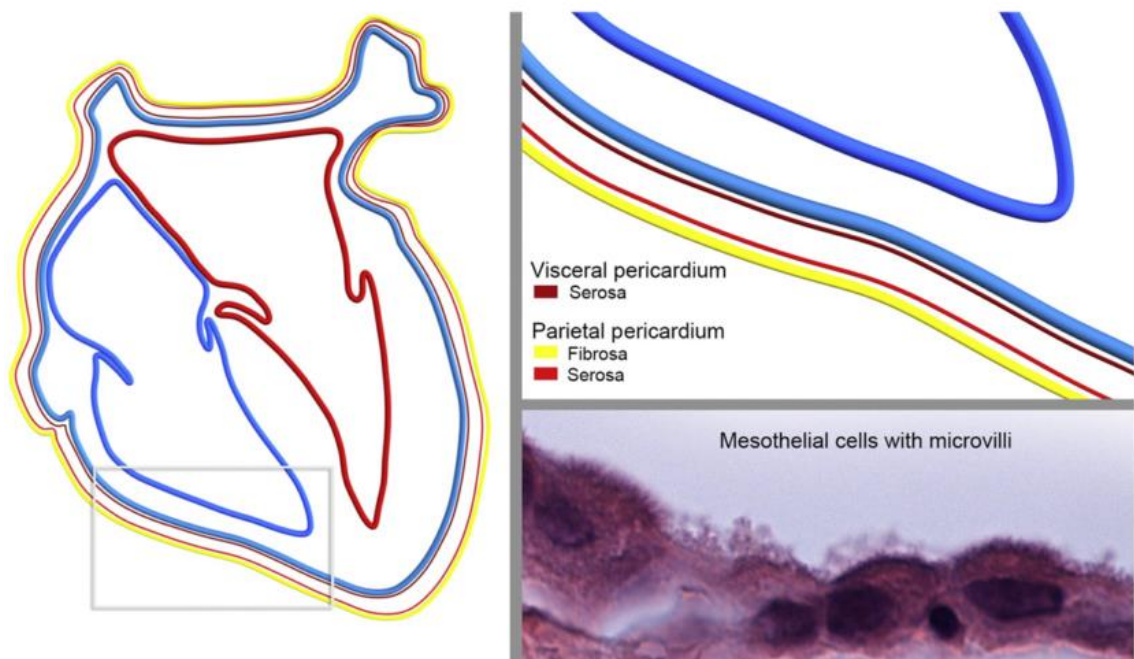 Visceral pericardium
Serosa
Parietal pericardium
Fibrosa
Serosa
Mesothelial cells with microvilli